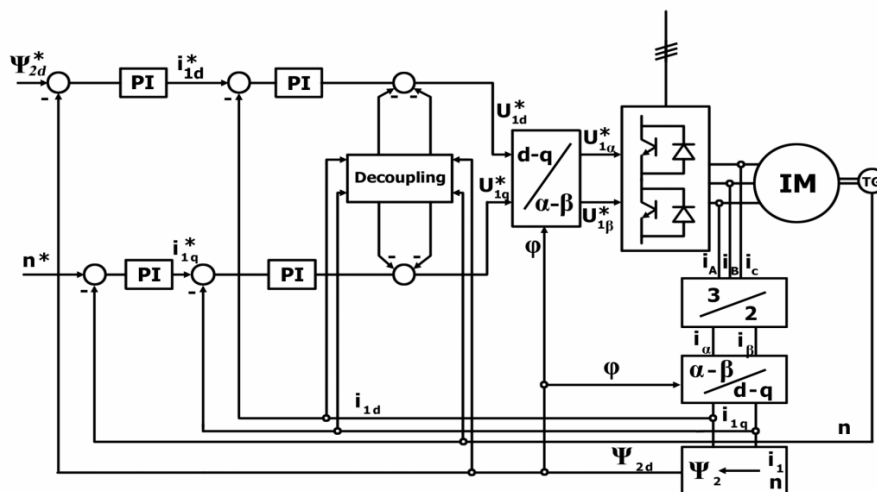 Ψ*2d
-
PI
i*1d
-
PI
- -
U*1d
Decoupling
d-q
α-β
U*1α
U*1β
IM
TG
n*
-
PI
i*1q
-
PI
- -
U*1q
φ
iA iB ic
3
2
iα iβ
φ
α-β
d-q
i1d
i1q
n
Ψ2d
Ψ2
i1
n